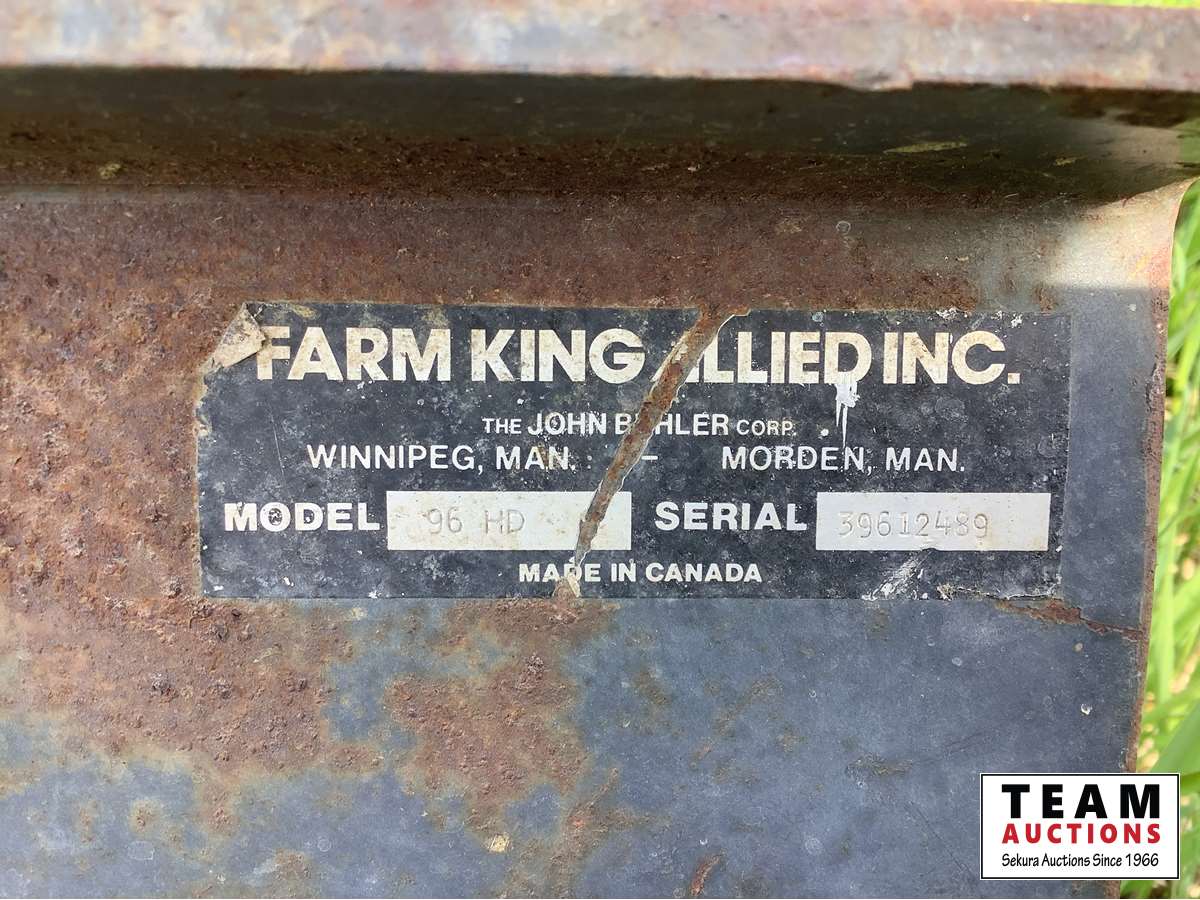 FARM KING ALLIED INC.
THE JOHN BUHLER CORP.
WINNIPEG, MAN. - MORDEN, MAN.
MODEL 96 HD SERIAL 39612489
MADE IN CANADA
TEAM
AUCTIONS
Sekura Auctions Since 1966